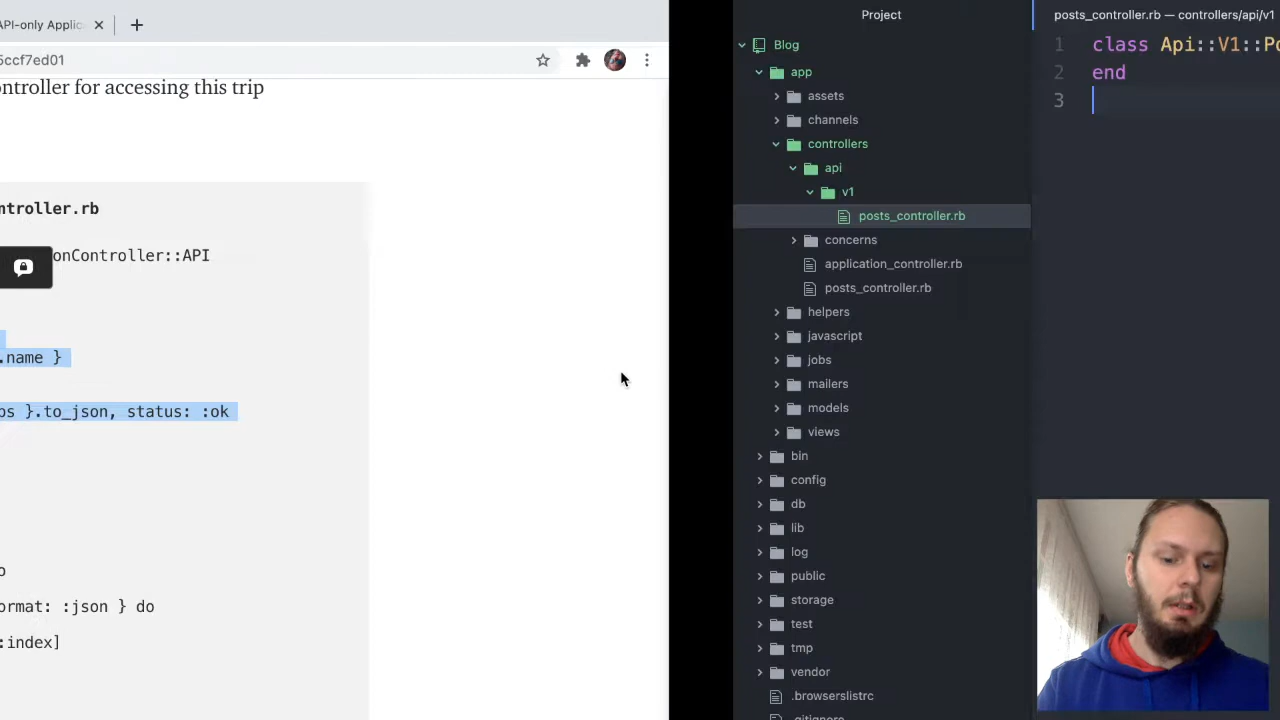 API-only Applic
5ccf7ed01
ontroller for accessing this trip
ntroller.rb
onController::API
.name }
ps }.to_json, status: :ok
o
ormat: :json } do
:index]
Project
Blog
app
assets
channels
controllers
api
v1
posts_controller.rb
concerns
application_controller.rb
posts_controller.rb
helpers
javascript
jobs
mailers
models
views
bin
config
db
lib
log
public
storage
test
tmp
vendor
.browserslistrc
.gitignore
posts_controller.rb — controllers/api/v1
1 class Api::V1::Po
2 end
3